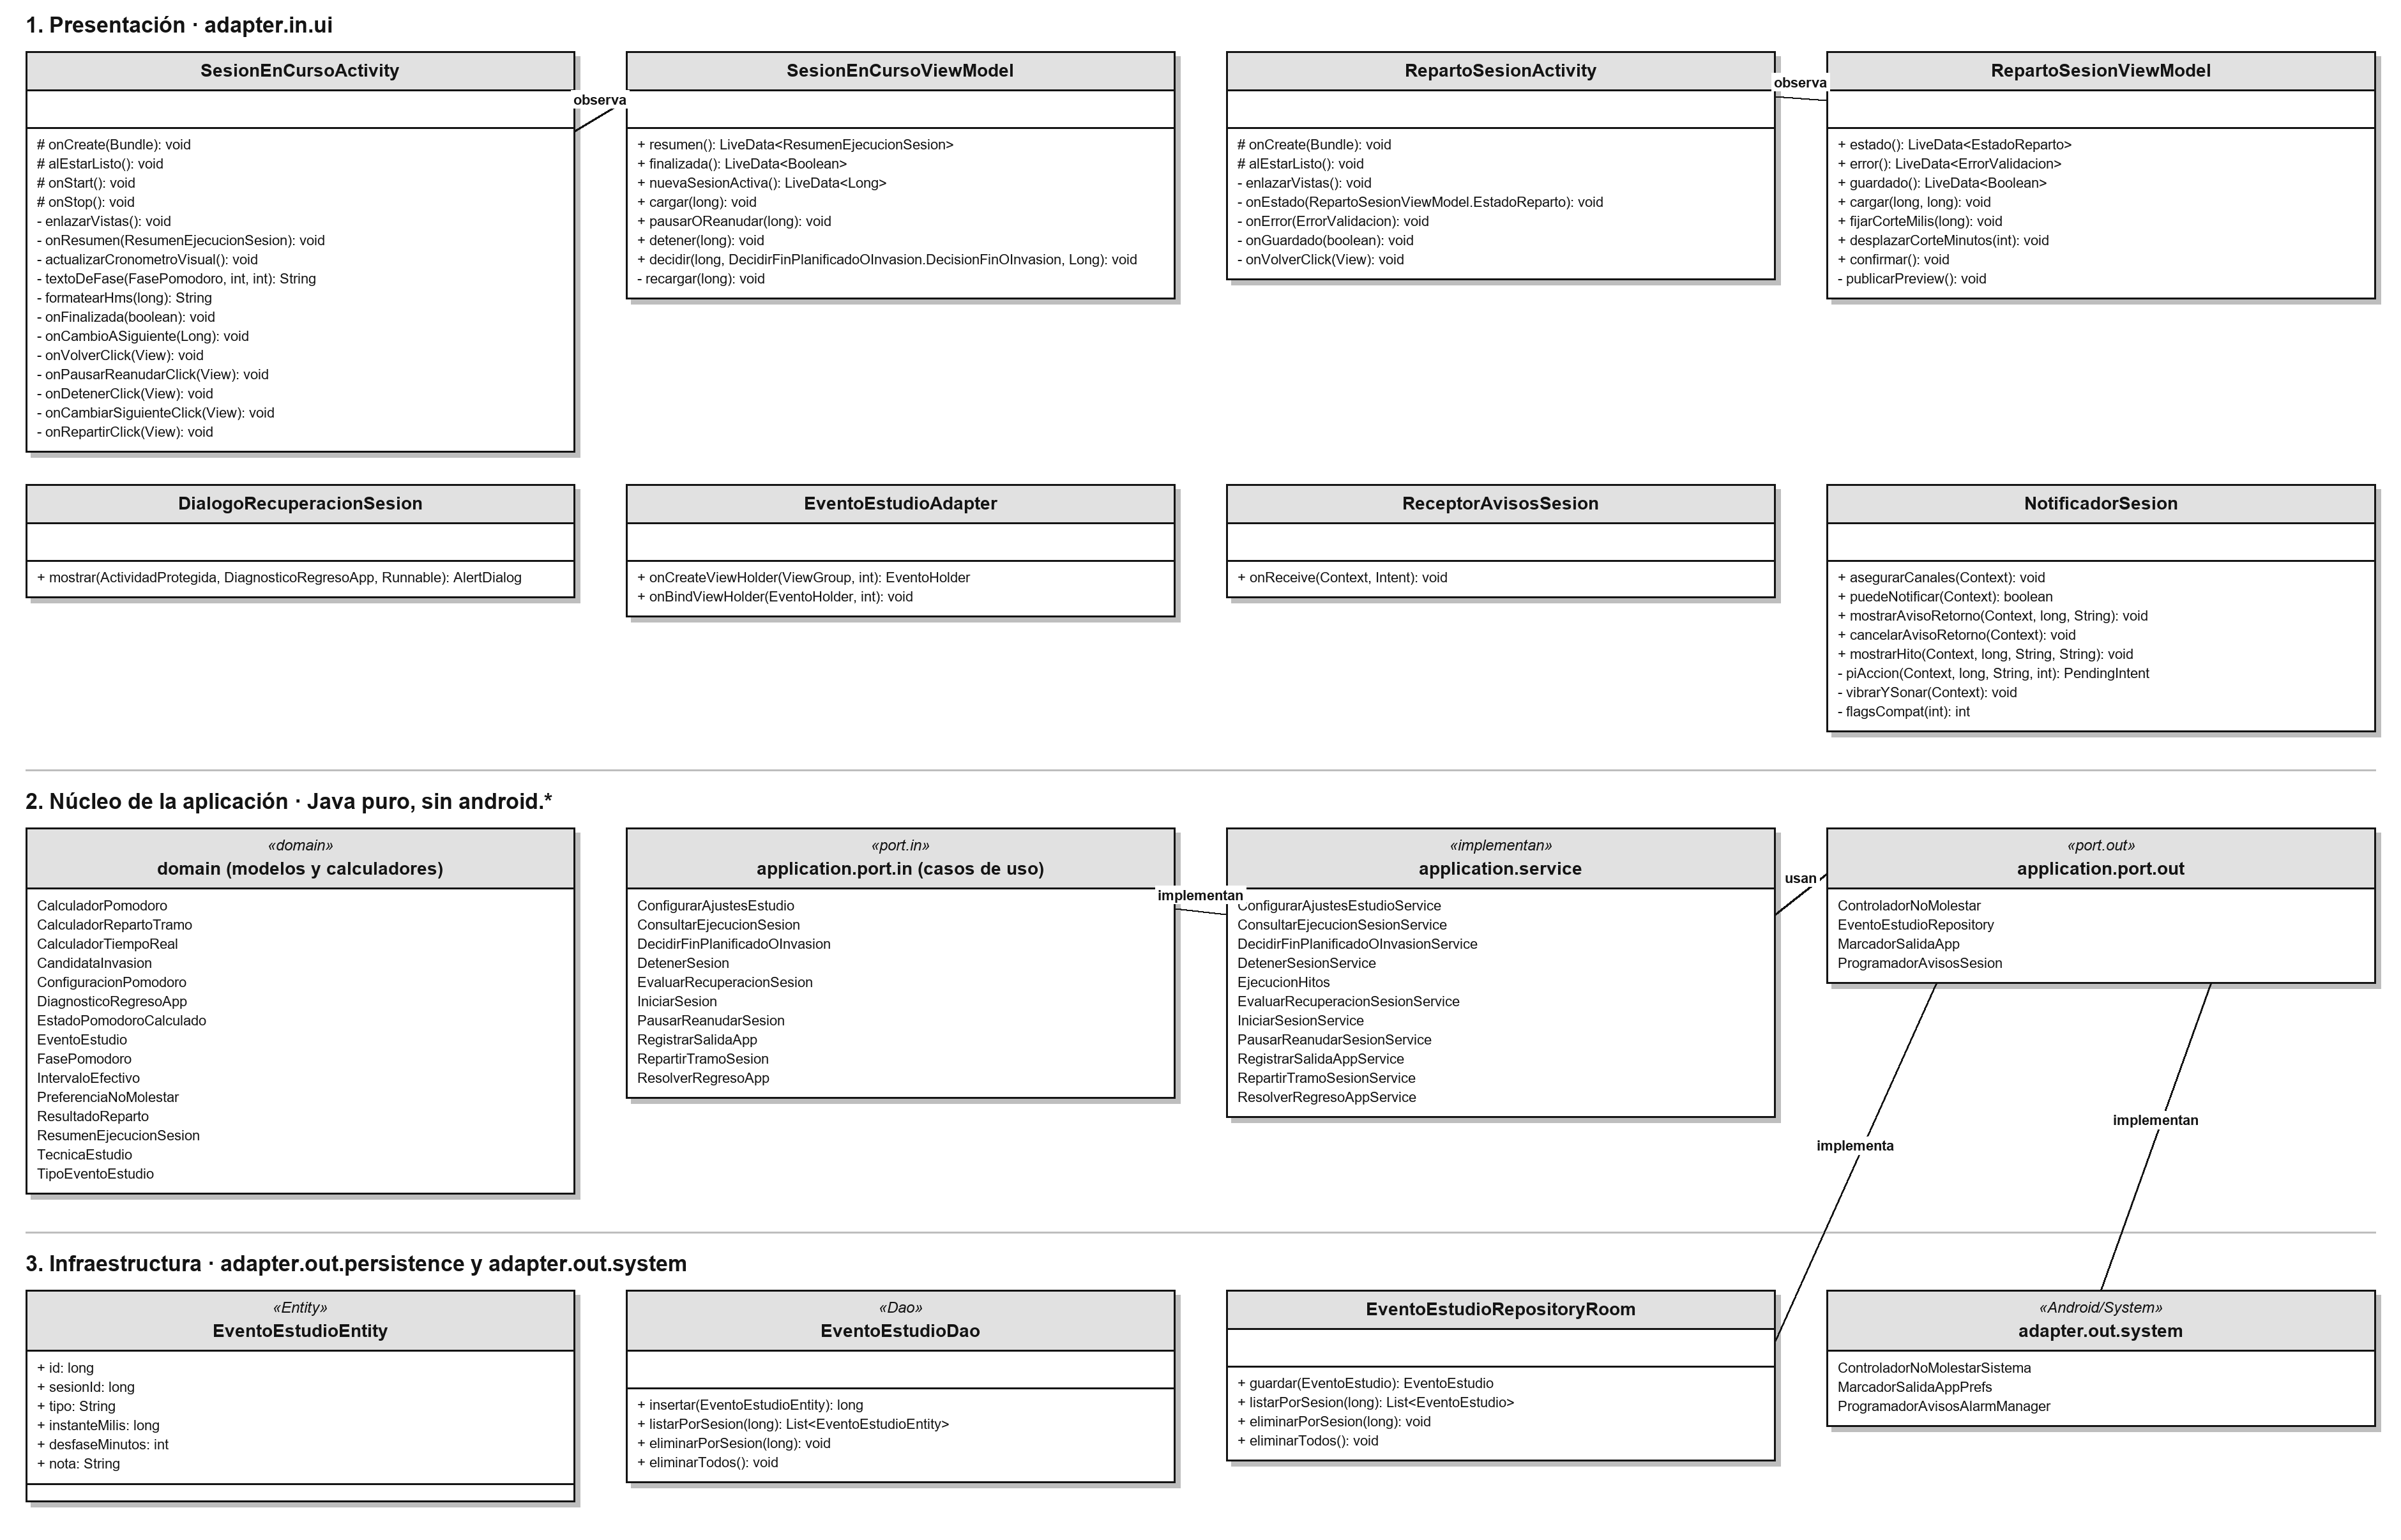 1. Presentación · adapter.in.ui
SesionEnCursoActivity
# onCreate(Bundle): void
# alEstarListo(): void
# onStart(): void
# onStop(): void
- enlazarVistas(): void
- onResumen(ResumenEjecucionSesion): void
- actualizarCronometroVisual(): void
- textoDeFase(FasePomodoro, int, int): String
- formatearHms(long): String
- onFinalizada(boolean): void
- onCambioASiguiente(Long): void
- onVolverClick(View): void
- onPausarReanudarClick(View): void
- onDetenerClick(View): void
- onCambiarSiguienteClick(View): void
- onRepartirClick(View): void
observa
SesionEnCursoViewModel
+ resumen(): LiveData<ResumenEjecucionSesion>
+ finalizada(): LiveData<Boolean>
+ nuevaSesionActiva(): LiveData<Long>
+ cargar(long): void
+ pausarOReanudar(long): void
+ detener(long): void
+ decidir(long, DecidirFinPlanificadoOInvasion.DecisionFinOInvasion, Long): void
- recargar(long): void
RepartoSesionActivity
# onCreate(Bundle): void
# alEstarListo(): void
- enlazarVistas(): void
- onEstado(RepartoSesionViewModel.EstadoReparto): void
- onError(ErrorValidacion): void
- onGuardado(boolean): void
- onVolverClick(View): void
observa
RepartoSesionViewModel
+ estado(): LiveData<EstadoReparto>
+ error(): LiveData<ErrorValidacion>
+ guardado(): LiveData<Boolean>
+ cargar(long, long): void
+ fijarCorteMilis(long): void
+ desplazarCorteMinutos(int): void
+ confirmar(): void
- publicarPreview(): void
DialogoRecuperacionSesion
+ mostrar(ActividadProtegida, DiagnosticoRegresoApp, Runnable): AlertDialog
EventoEstudioAdapter
+ onCreateViewHolder(ViewGroup, int): EventoHolder
+ onBindViewHolder(EventoHolder, int): void
ReceptorAvisosSesion
+ onReceive(Context, Intent): void
NotificadorSesion
+ asegurarCanales(Context): void
+ puedeNotificar(Context): boolean
+ mostrarAvisoRetorno(Context, long, String): void
+ cancelarAvisoRetorno(Context): void
+ mostrarHito(Context, long, String, String): void
- piAccion(Context, long, String, int): PendingIntent
- vibrarYSonar(Context): void
- flagsCompat(int): int
2. Núcleo de la aplicación · Java puro, sin android.*
«domain»
domain (modelos y calculadores)
CalculadorPomodoro
CalculadorRepartoTramo
CalculadorTiempoReal
CandidataInvasion
ConfiguracionPomodoro
DiagnosticoRegresoApp
EstadoPomodoroCalculado
EventoEstudio
FasePomodoro
IntervaloEfectivo
PreferenciaNoMolestar
ResultadoReparto
ResumenEjecucionSesion
TecnicaEstudio
TipoEventoEstudio
«port.in»
application.port.in (casos de uso)
ConfigurarAjustesEstudio
ConsultarEjecucionSesion
DecidirFinPlanificadoOInvasion
DetenerSesion
EvaluarRecuperacionSesion
IniciarSesion
PausarReanudarSesion
RegistrarSalidaApp
RepartirTramoSesion
ResolverRegresoApp
implementan
«implementan»
application.service
ConfigurarAjustesEstudioService
ConsultarEjecucionSesionService
DecidirFinPlanificadoOInvasionService
DetenerSesionService
EjecucionHitos
EvaluarRecuperacionSesionService
IniciarSesionService
PausarReanudarSesionService
RegistrarSalidaAppService
RepartirTramoSesionService
ResolverRegresoAppService
usan
«port.out»
application.port.out
ControladorNoMolestar
EventoEstudioRepository
MarcadorSalidaApp
ProgramadorAvisosSesion
implementa
implementan
3. Infraestructura · adapter.out.persistence y adapter.out.system
«Entity»
EventoEstudioEntity
+ id: long
+ sesionId: long
+ tipo: String
+ instanteMilis: long
+ desfaseMinutos: int
+ nota: String
«Dao»
EventoEstudioDao
+ insertar(EventoEstudioEntity): long
+ listarPorSesion(long): List<EventoEstudioEntity>
+ eliminarPorSesion(long): void
+ eliminarTodos(): void
EventoEstudioRepositoryRoom
+ guardar(EventoEstudio): EventoEstudio
+ listarPorSesion(long): List<EventoEstudio>
+ eliminarPorSesion(long): void
+ eliminarTodos(): void
«Android/System»
adapter.out.system
ControladorNoMolestarSistema
MarcadorSalidaAppPrefs
ProgramadorAvisosAlarmManager